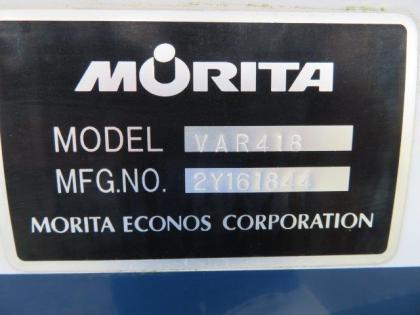 MORITA
MODEL VAR418
MFG.NO. 2Y161844
MORITA ECONOS CORPORATION